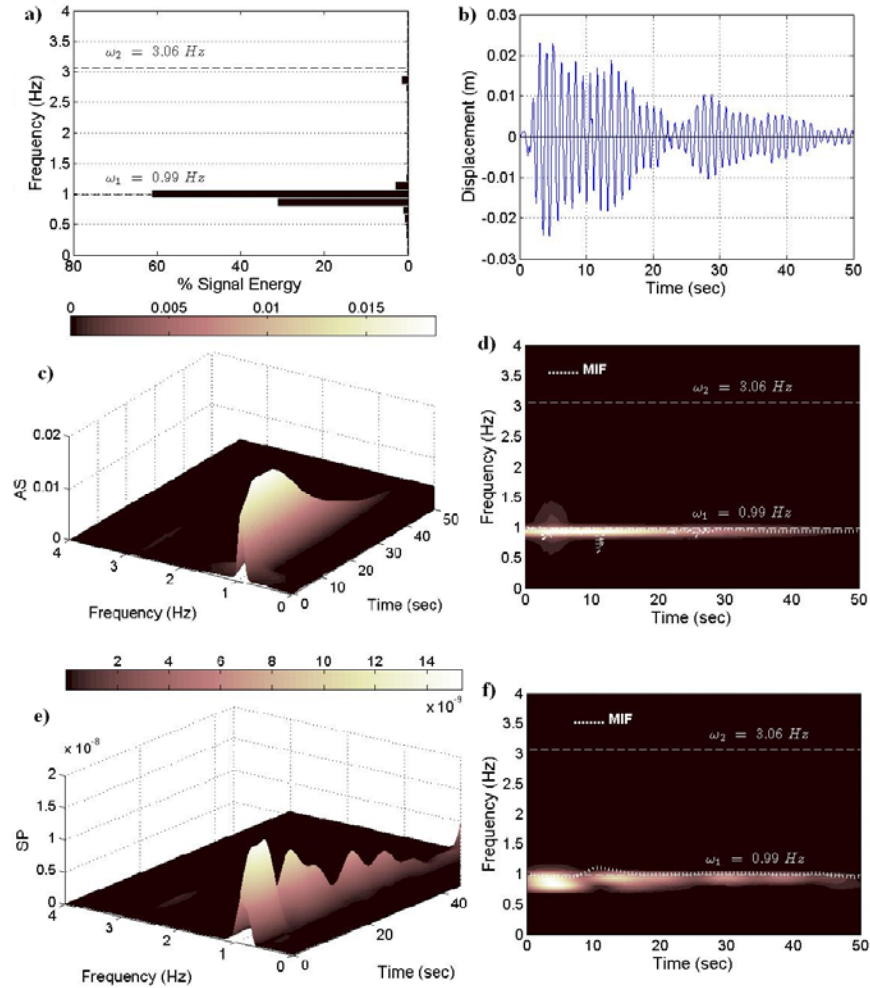 a)
4
3.5
3
2.5
2
1.5
1
0.5
0
Frequency (Hz)
ω₂ = 3.06 Hz
ω₁ = 0.99 Hz
80 60 40 20 0
% Signal Energy
b)
0.03
0.02
0.01
0
-0.01
-0.02
-0.03
Displacement (m)
0 10 20 30 40 50
Time (sec)
0 0.005 0.01 0.015
c)
0.02
0.01
0
AS
4 3 2 1 0
Frequency (Hz)
0 10 20 30 40 50
Time (sec)
d)
4
3.5
3
2.5
2
1.5
1
0.5
0
Frequency (Hz)
MIF
ω₂ = 3.06 Hz
ω₁ = 0.99 Hz
0 10 20 30 40 50
Time (sec)
2 4 6 8 10 12 14
x 10⁻⁹
e)
x 10⁻⁸
2
1.5
1
0.5
0
SP
4 3 2 1 0
Frequency (Hz)
0 20 40
Time (sec)
f)
4
3.5
3
2.5
2
1.5
1
0.5
0
Frequency (Hz)
MIF
ω₂ = 3.06 Hz
ω₁ = 0.99 Hz
0 10 20 30 40 50
Time (sec)